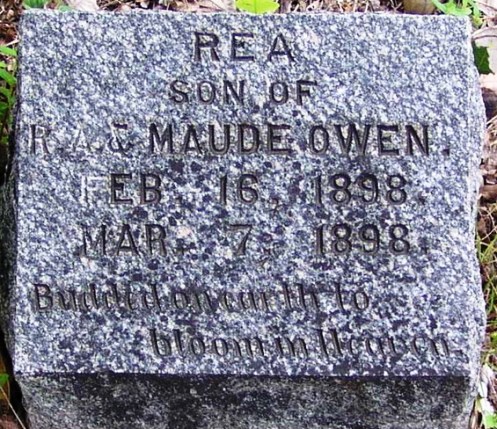 REA
SON OF
R.A.& MAUDE OWEN.
FEB. 16, 1898.
MAR. 7, 1898.
Budded on earth to
bloom in Heaven.